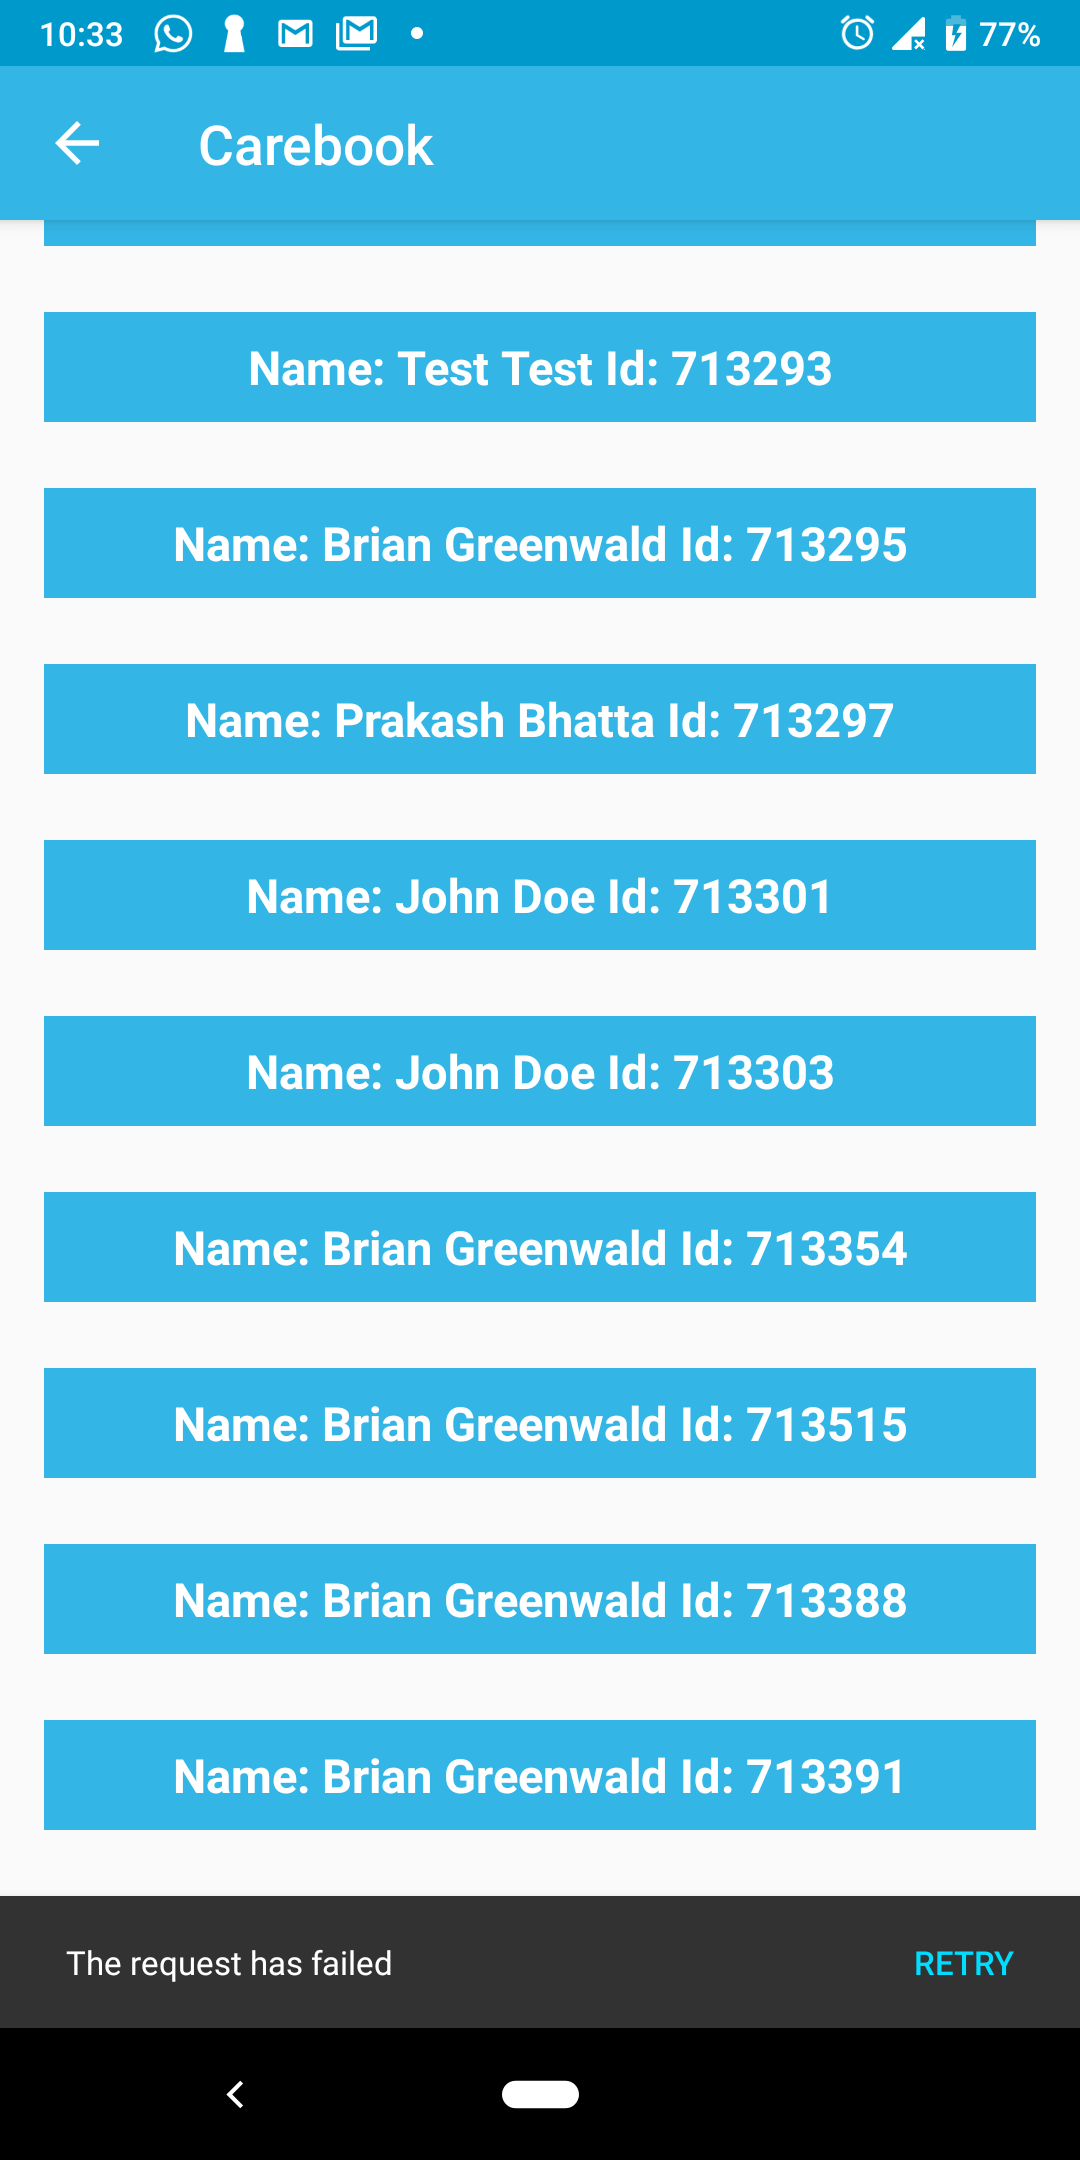 10:33 77%
Carebook
Name: Test Test Id: 713293
Name: Brian Greenwald Id: 713295
Name: Prakash Bhatta Id: 713297
Name: John Doe Id: 713301
Name: John Doe Id: 713303
Name: Brian Greenwald Id: 713354
Name: Brian Greenwald Id: 713515
Name: Brian Greenwald Id: 713388
Name: Brian Greenwald Id: 713391
The request has failed RETRY